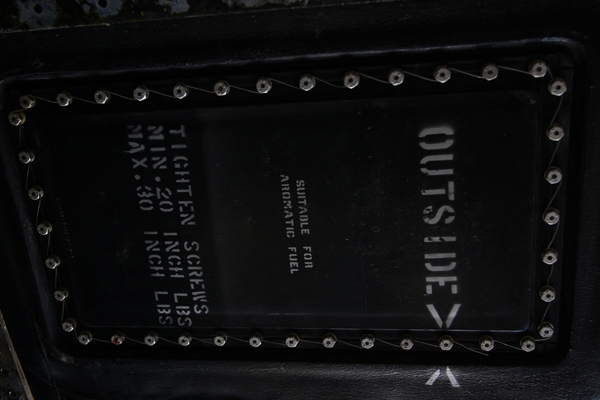 OUTSIDE >
<
SUITABLE FOR
AROMATIC FUEL
TIGHTEN SCREWS
MIN. 20 INCH LBS
MAX. 30 INCH LBS